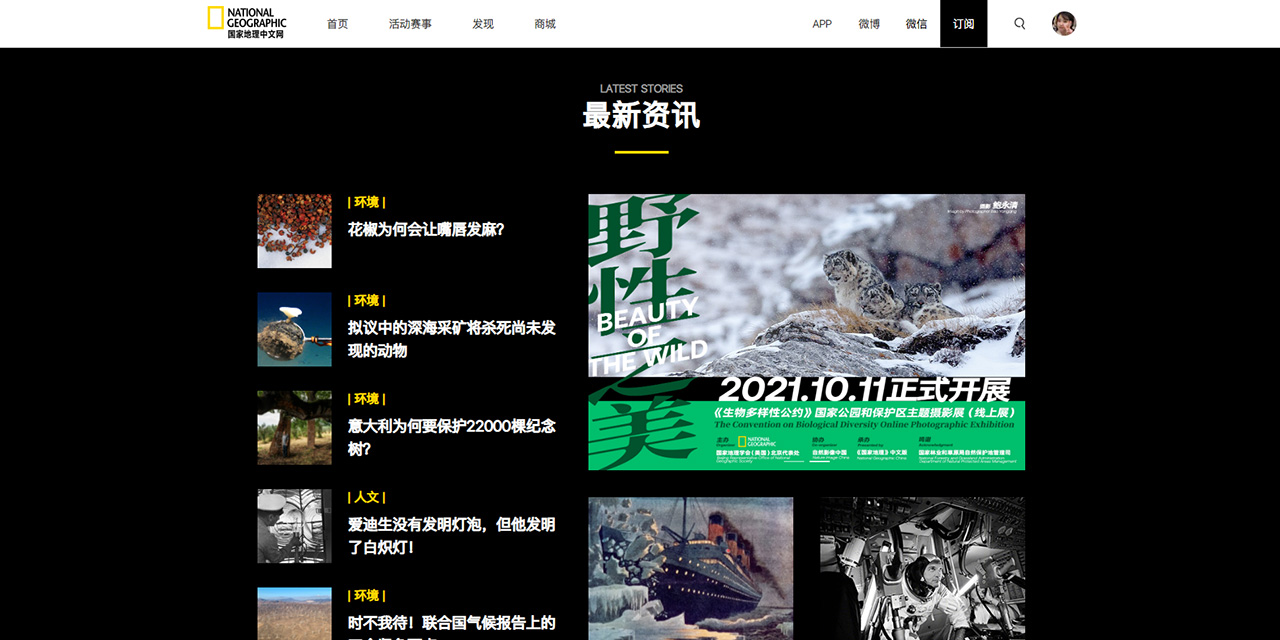 NATIONAL
GEOGRAPHIC
国家地理中文网
首页
活动赛事
发现
商城
APP
微博
微信
订阅
LATEST STORIES
最新资讯
| 环境 |
花椒为何会让嘴唇发麻?
| 环境 |
拟议中的深海采矿将杀死尚未发
现的动物
| 环境 |
意大利为何要保护22000棵纪念
树?
| 人文 |
爱迪生没有发明灯泡，但他发明
了白炽灯！
| 环境 |
时不我待！联合国气候报告上的
野性之美
BEAUTY
OF
THE WILD
摄影 鲍永清
2021.10.11正式开展
《生物多样性公约》国家公园和保护区主题摄影展（线上展）
The Convention on Biological Diversity Online Photographic Exhibition
主办
NATIONAL
GEOGRAPHIC
国家地理学会（美国）北京代表处
协办
自然影像中国
承办
《国家地理》中文网
国家林业和草原局自然保护地管理司